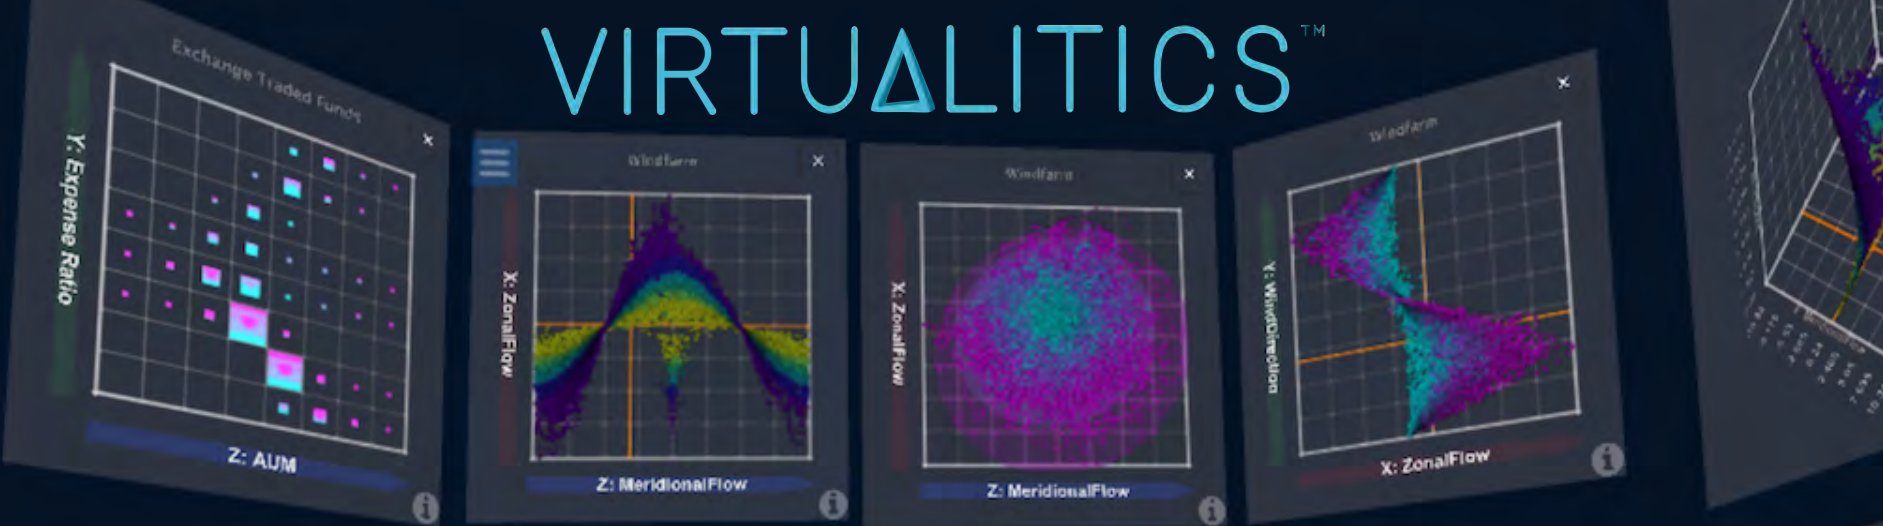 VIRTUALITICS™
Exchange Traded Funds
Y: Expense Ratio
Z: AUM
Windfarm
X: ZonalFlow
Z: MeridionalFlow
Windfarm
X: ZonalFlow
Z: MeridionalFlow
Windfarm
Y: WindDirection
X: ZonalFlow